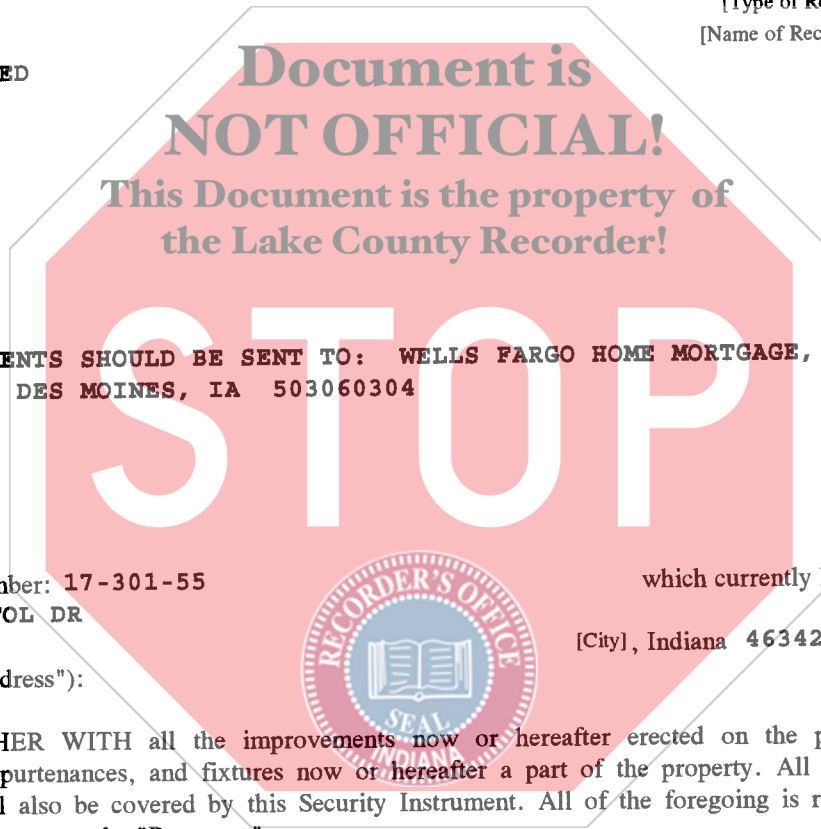 [Type of Re
[Name of Rec
ED
Document is
NOT OFFICIAL!
This Document is the property of
the Lake County Recorder!
STOP
ENTS SHOULD BE SENT TO: WELLS FARGO HOME MORTGAGE,
DES MOINES, IA 503060304
nber: 17-301-55 which currently
OL DR
[City], Indiana 46342
dress"):
RECORDER'S OFFICE
SEAL
INDIANA
HER WITH all the improvements now or hereafter erected on the p
purtenances, and fixtures now or hereafter a part of the property. All
l also be covered by this Security Instrument. All of the foregoing is r